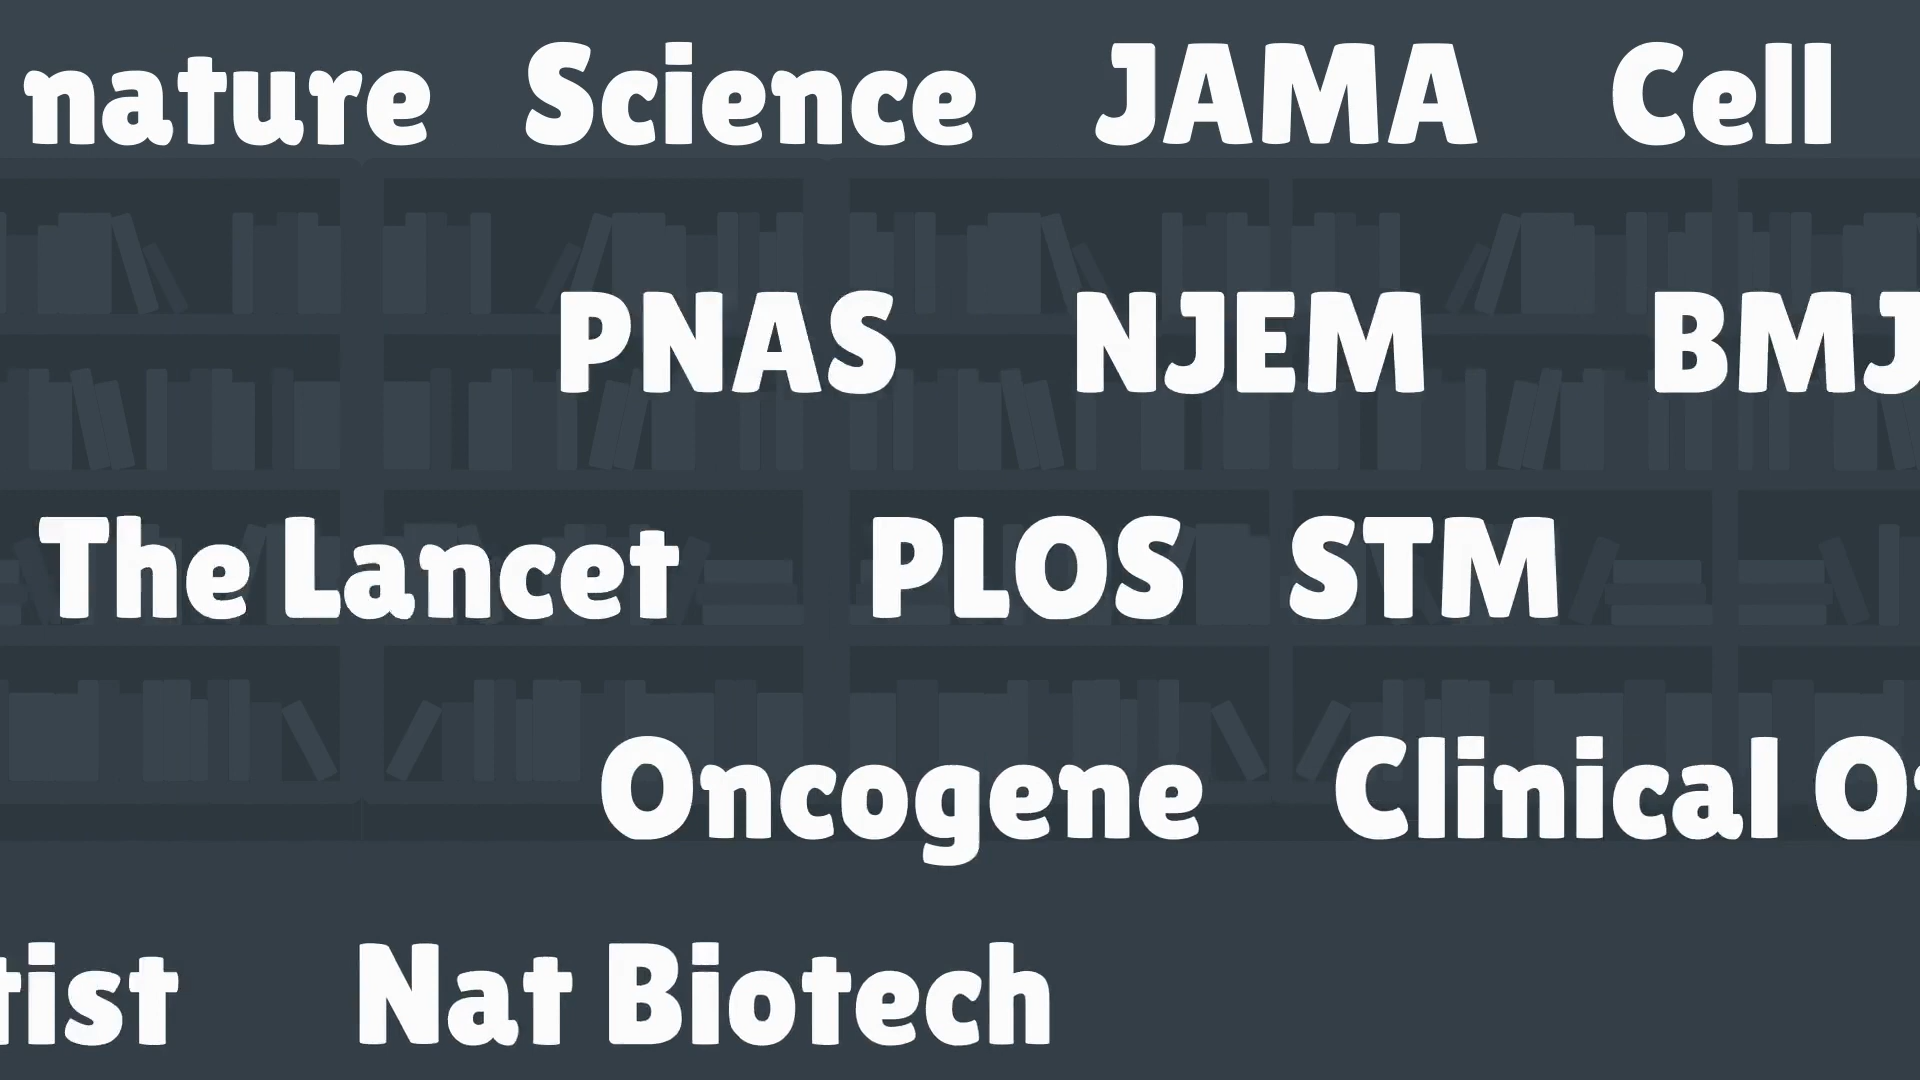 nature Science JAMA Cell
PNAS NJEM BMJ
The Lancet PLOS STM
Oncogene Clinical
tist Nat Biotech